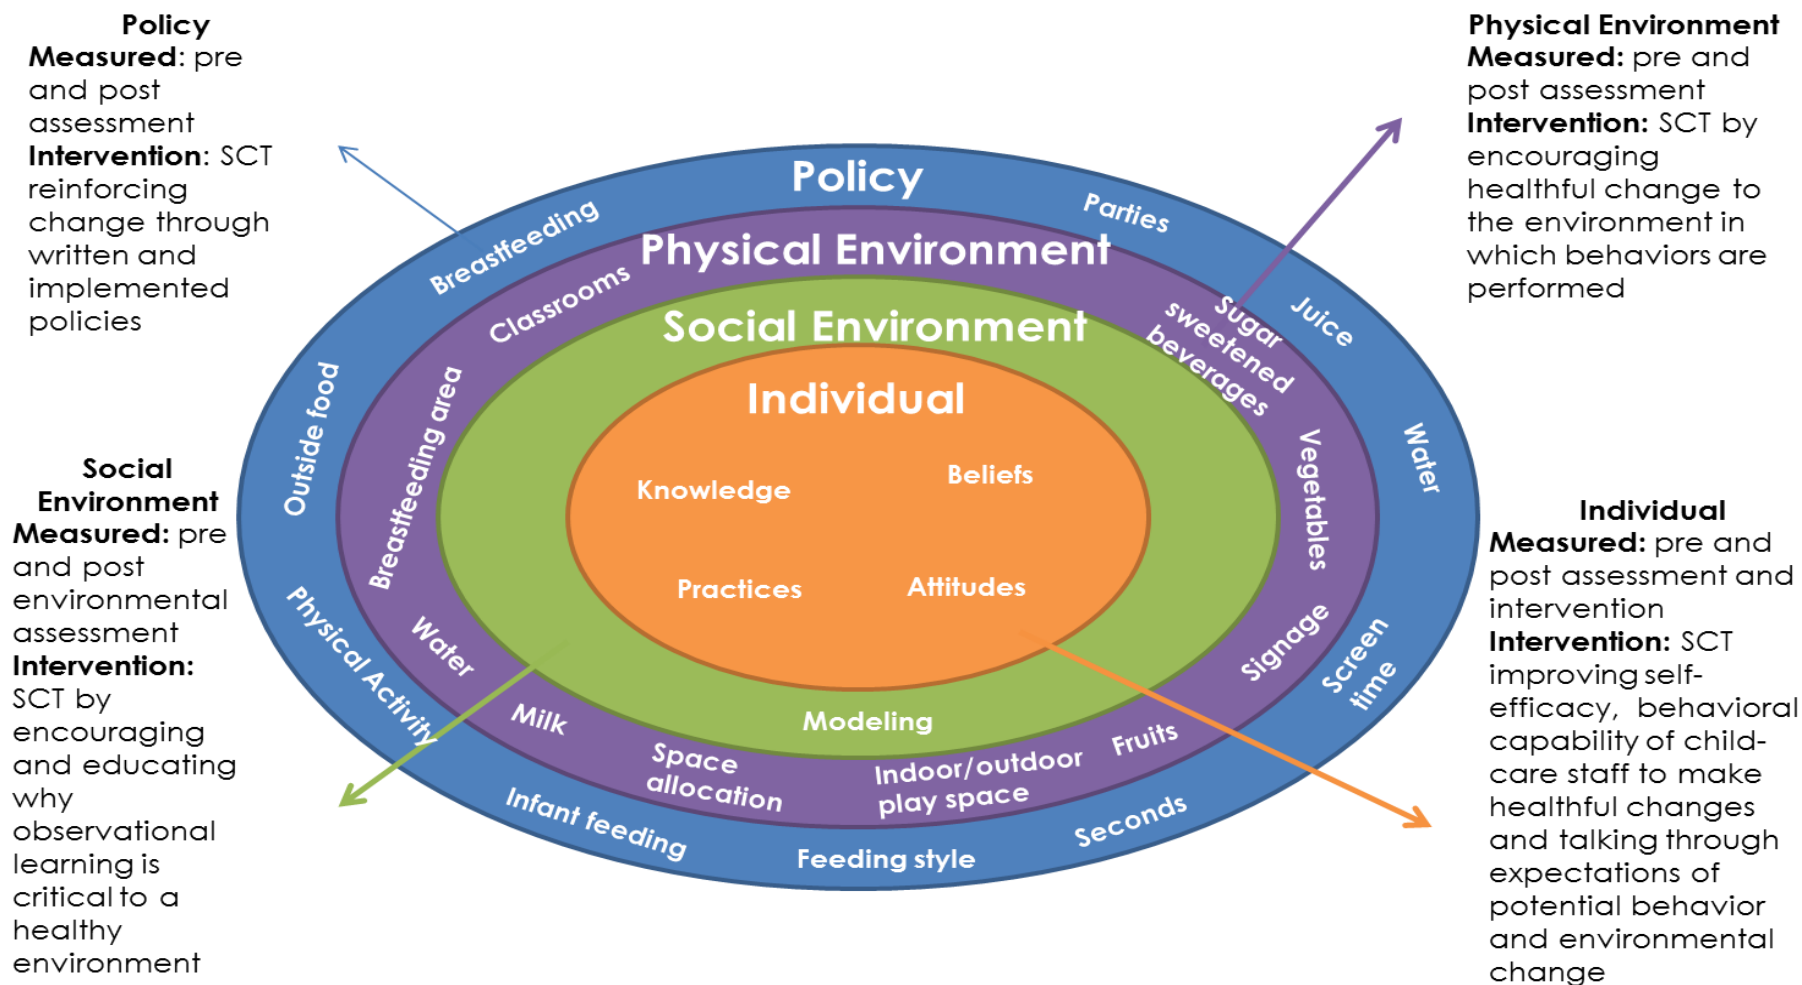 Policy
Measured: pre
and post
assessment
Intervention: SCT
reinforcing
change through
written and
implemented
policies
Physical Environment
Measured: pre and
post assessment
Intervention: SCT by
encouraging
healthful change to
the environment in
which behaviors are
performed
Social
Environment
Measured: pre
and post
environmental
assessment
Intervention:
SCT by
encouraging
and educating
why
observational
learning is
critical to a
healthy
environment
Individual
Measured: pre and
post assessment and
intervention
Intervention: SCT
improving self-
efficacy, behavioral
capability of child-
care staff to make
healthful changes
and talking through
expectations of
potential behavior
and environmental
change
Policy
Breastfeeding
Parties
Juice
Water
Screen
time
Seconds
Feeding style
Infant feeding
Physical Activity
Outside food
Physical Environment
Classrooms
Sugar
sweetened
beverages
Vegetables
Signage
Fruits
Indoor/outdoor
play space
Space
allocation
Milk
Water
Breastfeeding area
Social Environment
Modeling
Individual
Knowledge
Beliefs
Practices
Attitudes